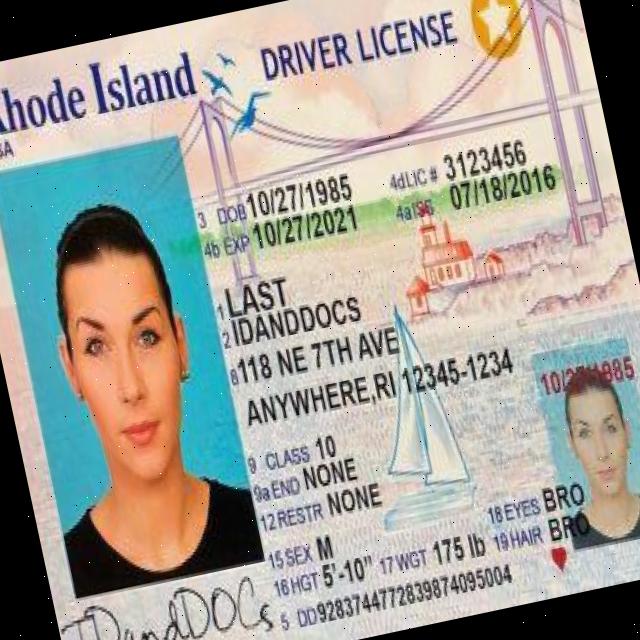 Rhode Island DRIVER LICENSE
SA
3 DOB 10/27/1985 4d LIC # 3123456
4b EXP 10/27/2021 4a ISS 07/18/2016
1 LAST
2 IDANDDOCS
8 118 NE 7TH AVE
ANYWHERE, RI 12345-1234
10/27/1985
9 CLASS 10
9a END NONE
12 RESTR NONE
15 SEX M 18 EYES BRO
16 HGT 5'-10" 17 WGT 175 lb 19 HAIR BRO
5 DD 9283744772839874095004
IDandDOCs